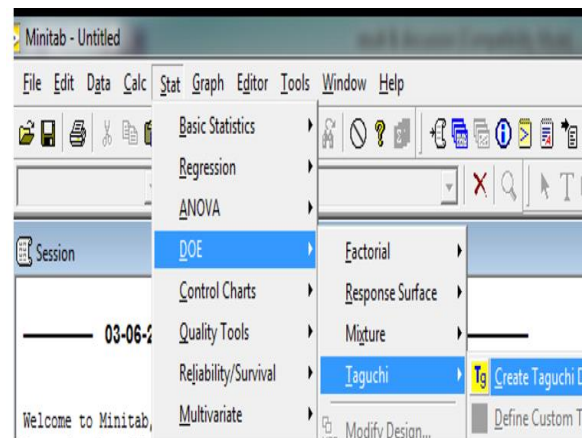 Minitab - Untitled
File Edit Data Calc Stat Graph Editor Tools Window Help
Basic Statistics
Regression
ANOVA
Session
DOE
Factorial
Control Charts
Response Surface
03-06-2
Quality Tools
Mixture
Reliability/Survival
Taguchi
Tg Create Taguchi D
Welcome to Minitab,
Multivariate
Modify Design...
Define Custom T